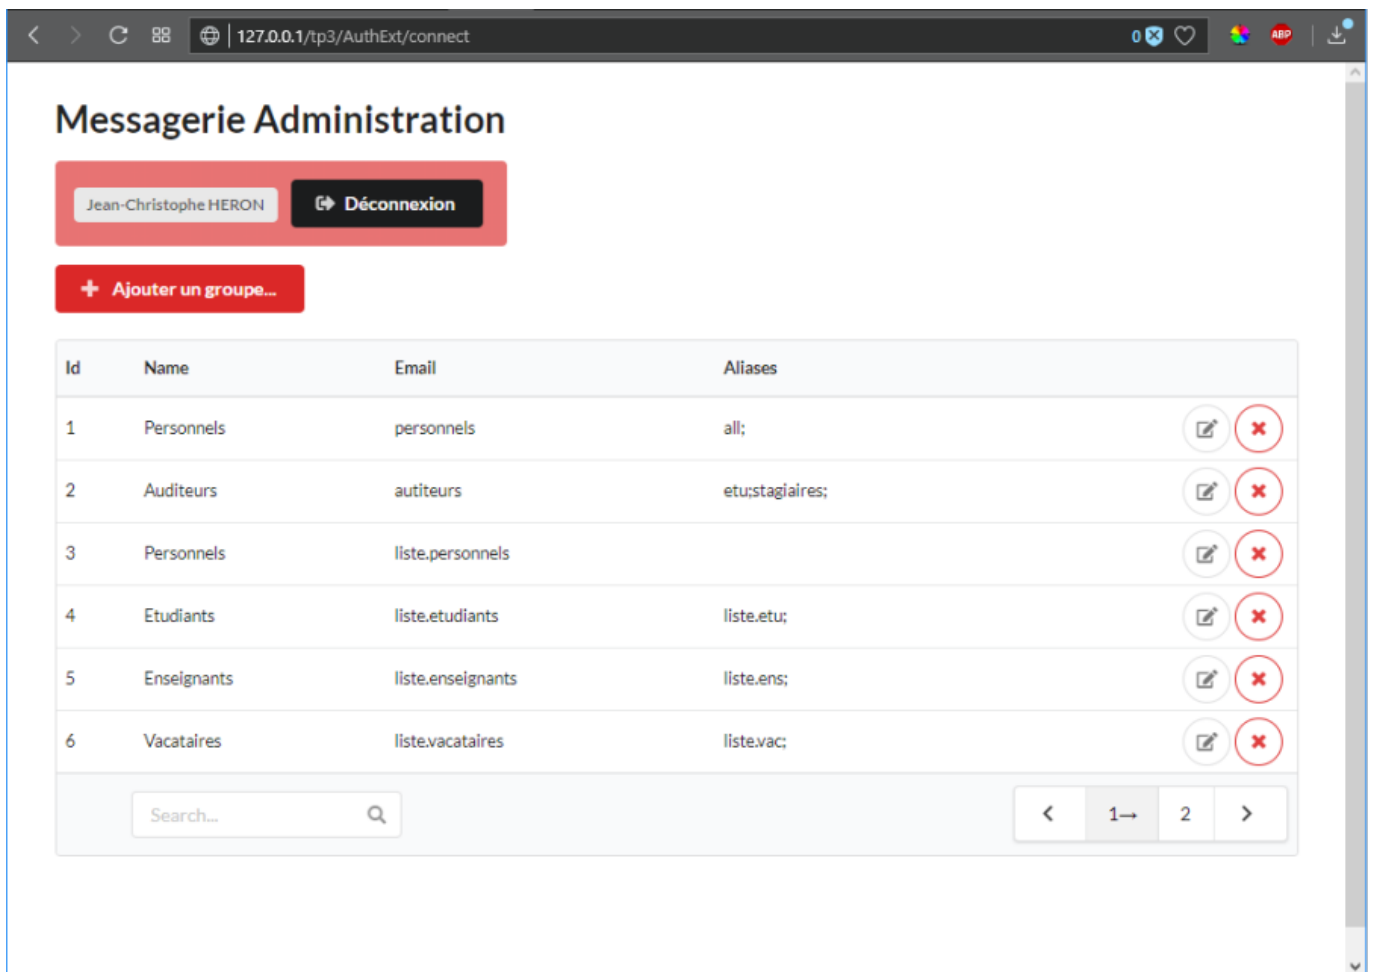 127.0.0.1/tp3/AuthExt/connect
0
ABP
Messagerie Administration
Jean-Christophe HERON
Déconnexion
Ajouter un groupe...
Id Name Email Aliases
1 Personnels personnels all;
2 Auditeurs autiteurs etu;stagiaires;
3 Personnels liste.personnels
4 Etudiants liste.etudiants liste.etu;
5 Enseignants liste.enseignants liste.ens;
6 Vacataires liste.vacataires liste.vac;
Search...
1→ 2